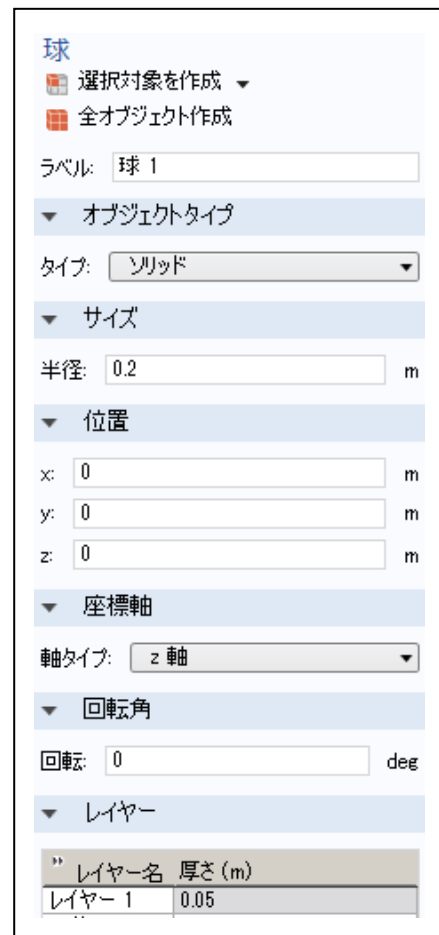 球
選択対象を作成
全オブジェクト作成
ラベル: 球 1
オブジェクトタイプ
タイプ: ソリッド
サイズ
半径: 0.2 m
位置
x: 0 m
y: 0 m
z: 0 m
座標軸
軸タイプ: z 軸
回転角
回転: 0 deg
レイヤー
レイヤー名 厚さ (m)
レイヤー 1 0.05